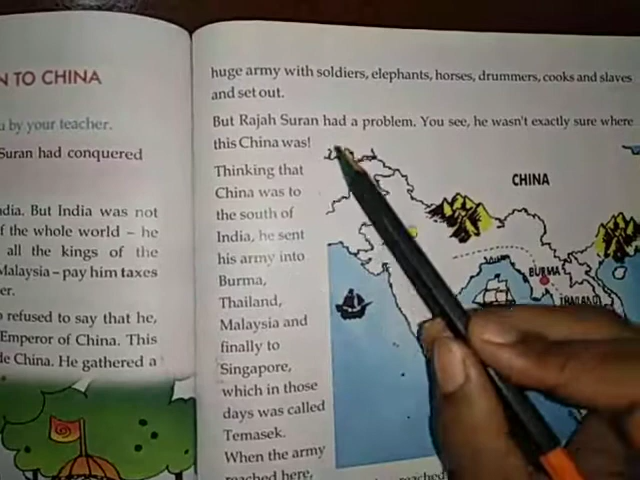 N TO CHINA
u by your teacher.
Suran had conquered
dia. But India was not
f the whole world – he
all the kings of the
Malaysia – pay him taxes
er.
refused to say that he,
Emperor of China. This
de China. He gathered a
huge army with soldiers, elephants, horses, drummers, cooks and slaves
and set out.
But Rajah Suran had a problem. You see, he wasn't exactly sure where
this China was!
Thinking that
China was to
the south of
India, he sent
his army into
Burma,
Thailand,
Malaysia and
finally to
Singapore,
which in those
days was called
Temasek.
When the army
reached here,
reached
CHINA
BURMA
THAILAND